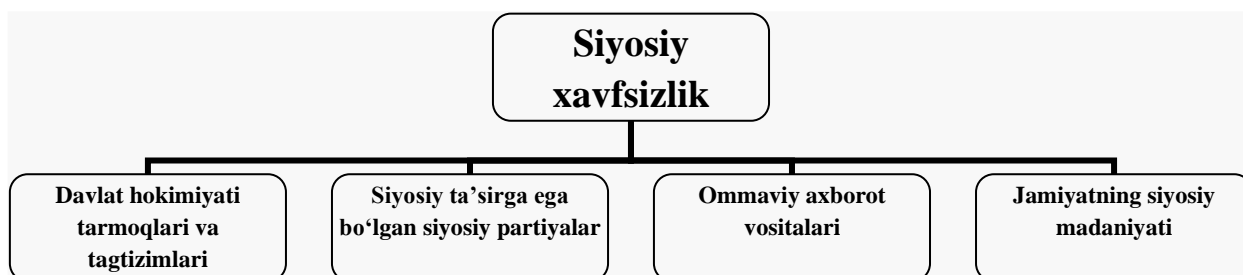 Siyosiy
xavfsizlik
Davlat hokimiyati
tarmoqlari va
tagtizimlari
Siyosiy ta’sirga ega
bo‘lgan siyosiy partiyalar
Ommaviy axborot
vositalari
Jamiyatning siyosiy
madaniyati